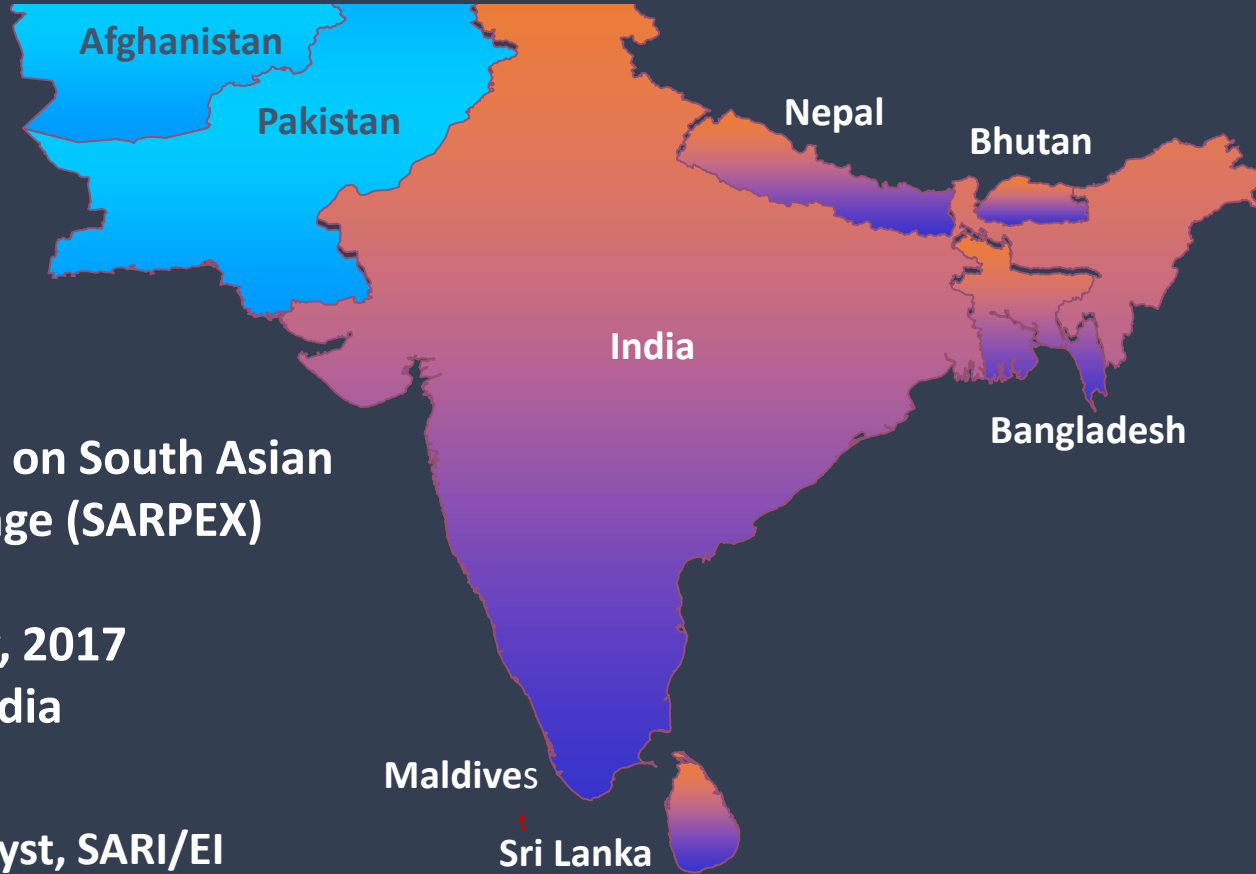 Afghanistan
Pakistan
Nepal
Bhutan
India
Bangladesh
on South Asian
ge (SARPEX)
, 2017
dia
Maldives
yst, SARI/EI
Sri Lanka